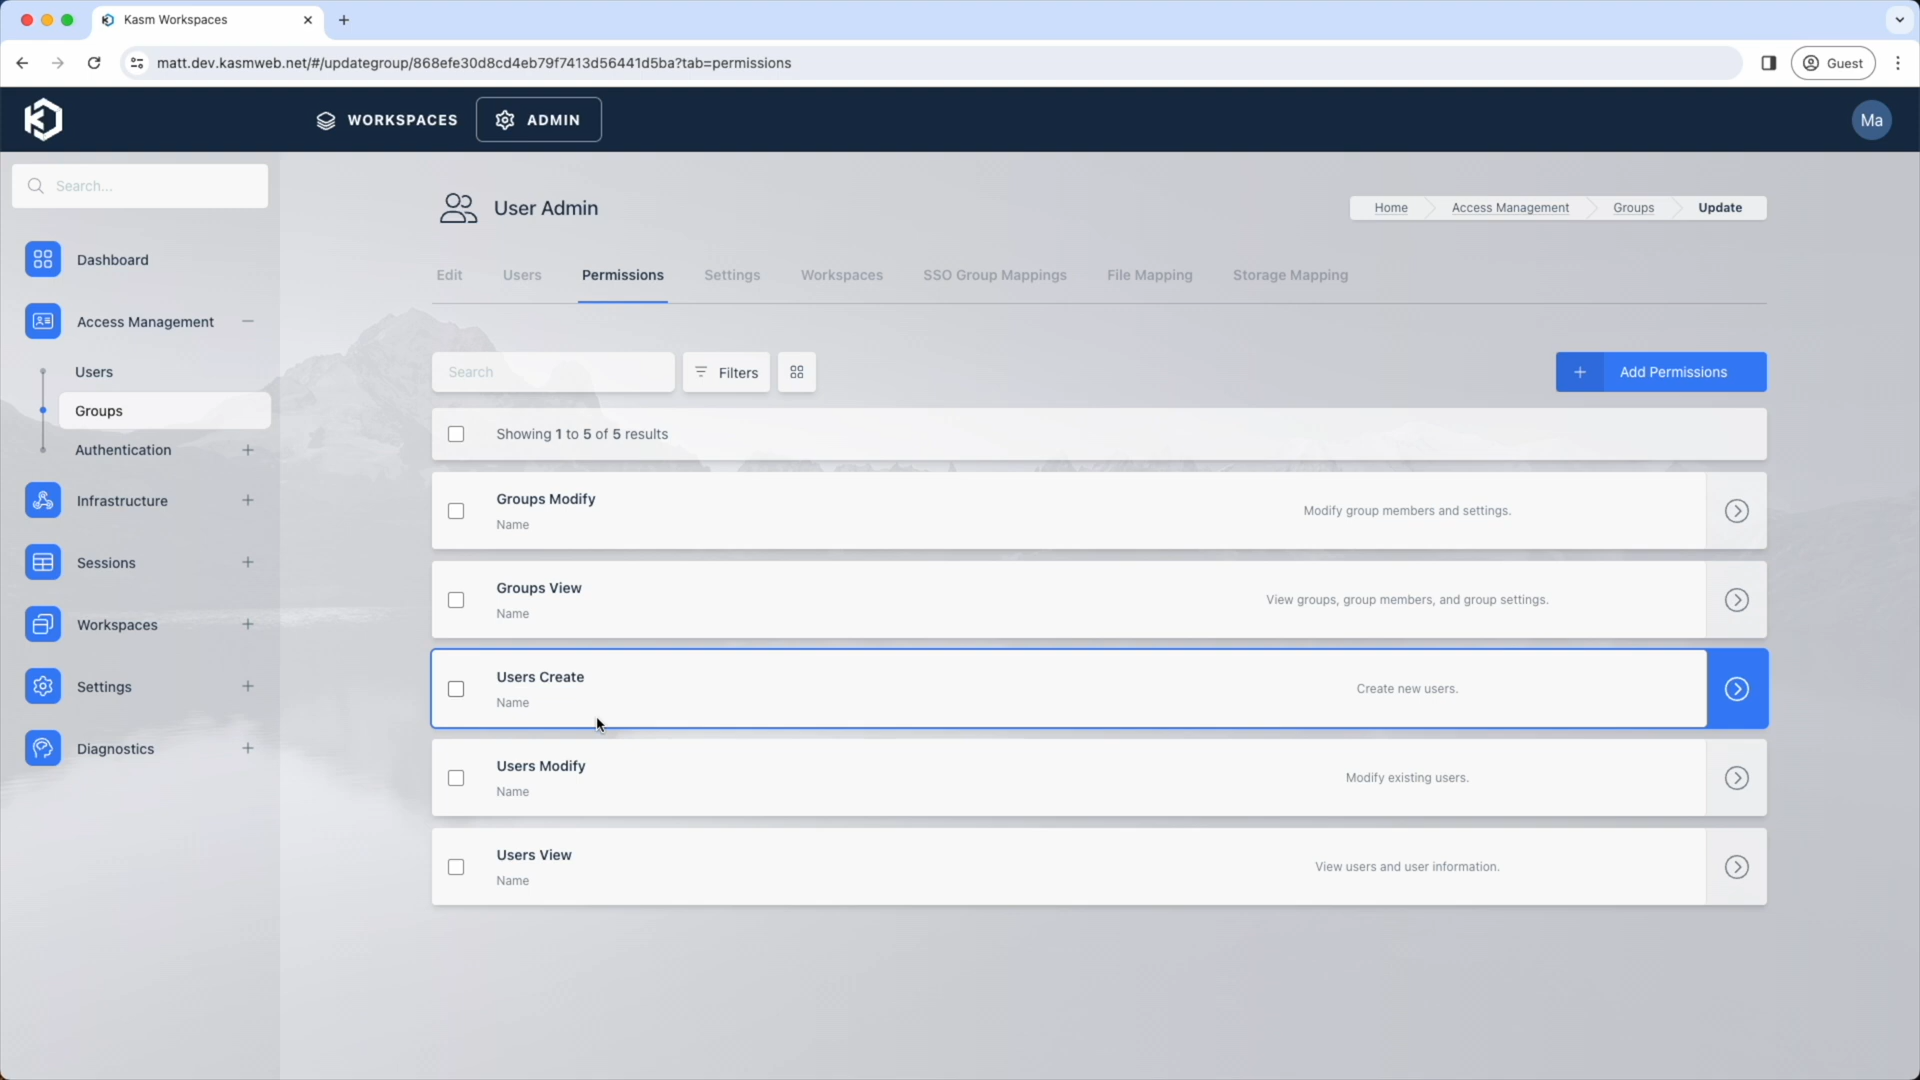 Kasm Workspaces
matt.dev.kasmweb.net/#/updategroup/868efe30d8cd4eb79f7413d56441d5ba?tab=permissions
Guest
WORKSPACES
ADMIN
Ma
Search...
Dashboard
Access Management
Users
Groups
Authentication
Infrastructure
Sessions
Workspaces
Settings
Diagnostics
User Admin
Home
Access Management
Groups
Update
Edit
Users
Permissions
Settings
Workspaces
SSO Group Mappings
File Mapping
Storage Mapping
Search
Filters
Add Permissions
Showing 1 to 5 of 5 results
Groups Modify
Name
Modify group members and settings.
Groups View
Name
View groups, group members, and group settings.
Users Create
Name
Create new users.
Users Modify
Name
Modify existing users.
Users View
Name
View users and user information.